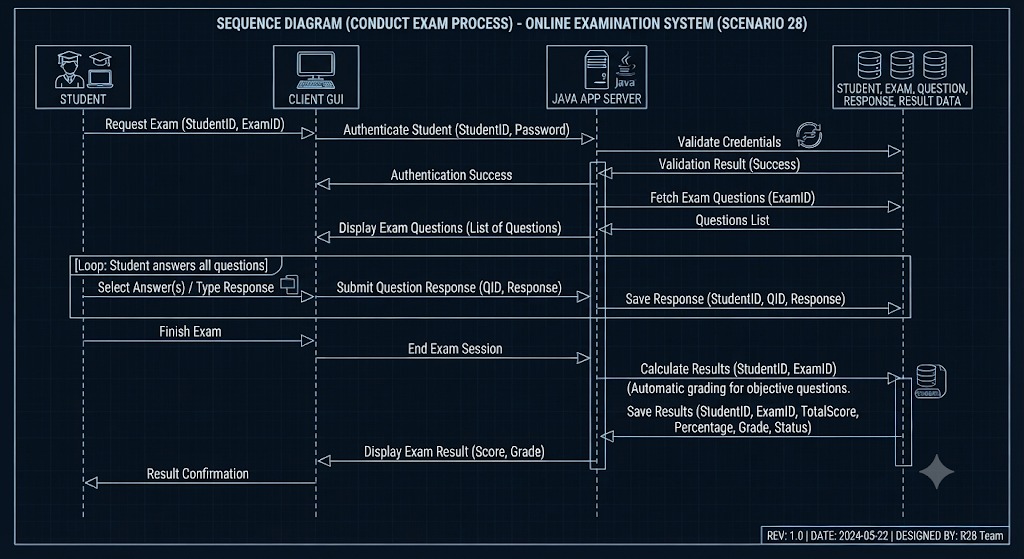 SEQUENCE DIAGRAM (CONDUCT EXAM PROCESS) - ONLINE EXAMINATION SYSTEM (SCENARIO 28)
STUDENT
CLIENT GUI
Java
JAVA APP SERVER
STUDENT, EXAM, QUESTION,
RESPONSE, RESULT DATA
Request Exam (StudentID, ExamID)
Authenticate Student (StudentID, Password)
Validate Credentials
Validation Result (Success)
Authentication Success
Fetch Exam Questions (ExamID)
Questions List
Display Exam Questions (List of Questions)
[Loop: Student answers all questions]
Select Answer(s) / Type Response
Submit Question Response (QID, Response)
Save Response (StudentID, QID, Response)
Finish Exam
End Exam Session
Calculate Results (StudentID, ExamID)
(Automatic grading for objective questions.
Save Results (StudentID, ExamID, TotalScore,
Percentage, Grade, Status)
Display Exam Result (Score, Grade)
Result Confirmation
REV: 1.0 | DATE: 2024-05-22 | DESIGNED BY: R28 Team